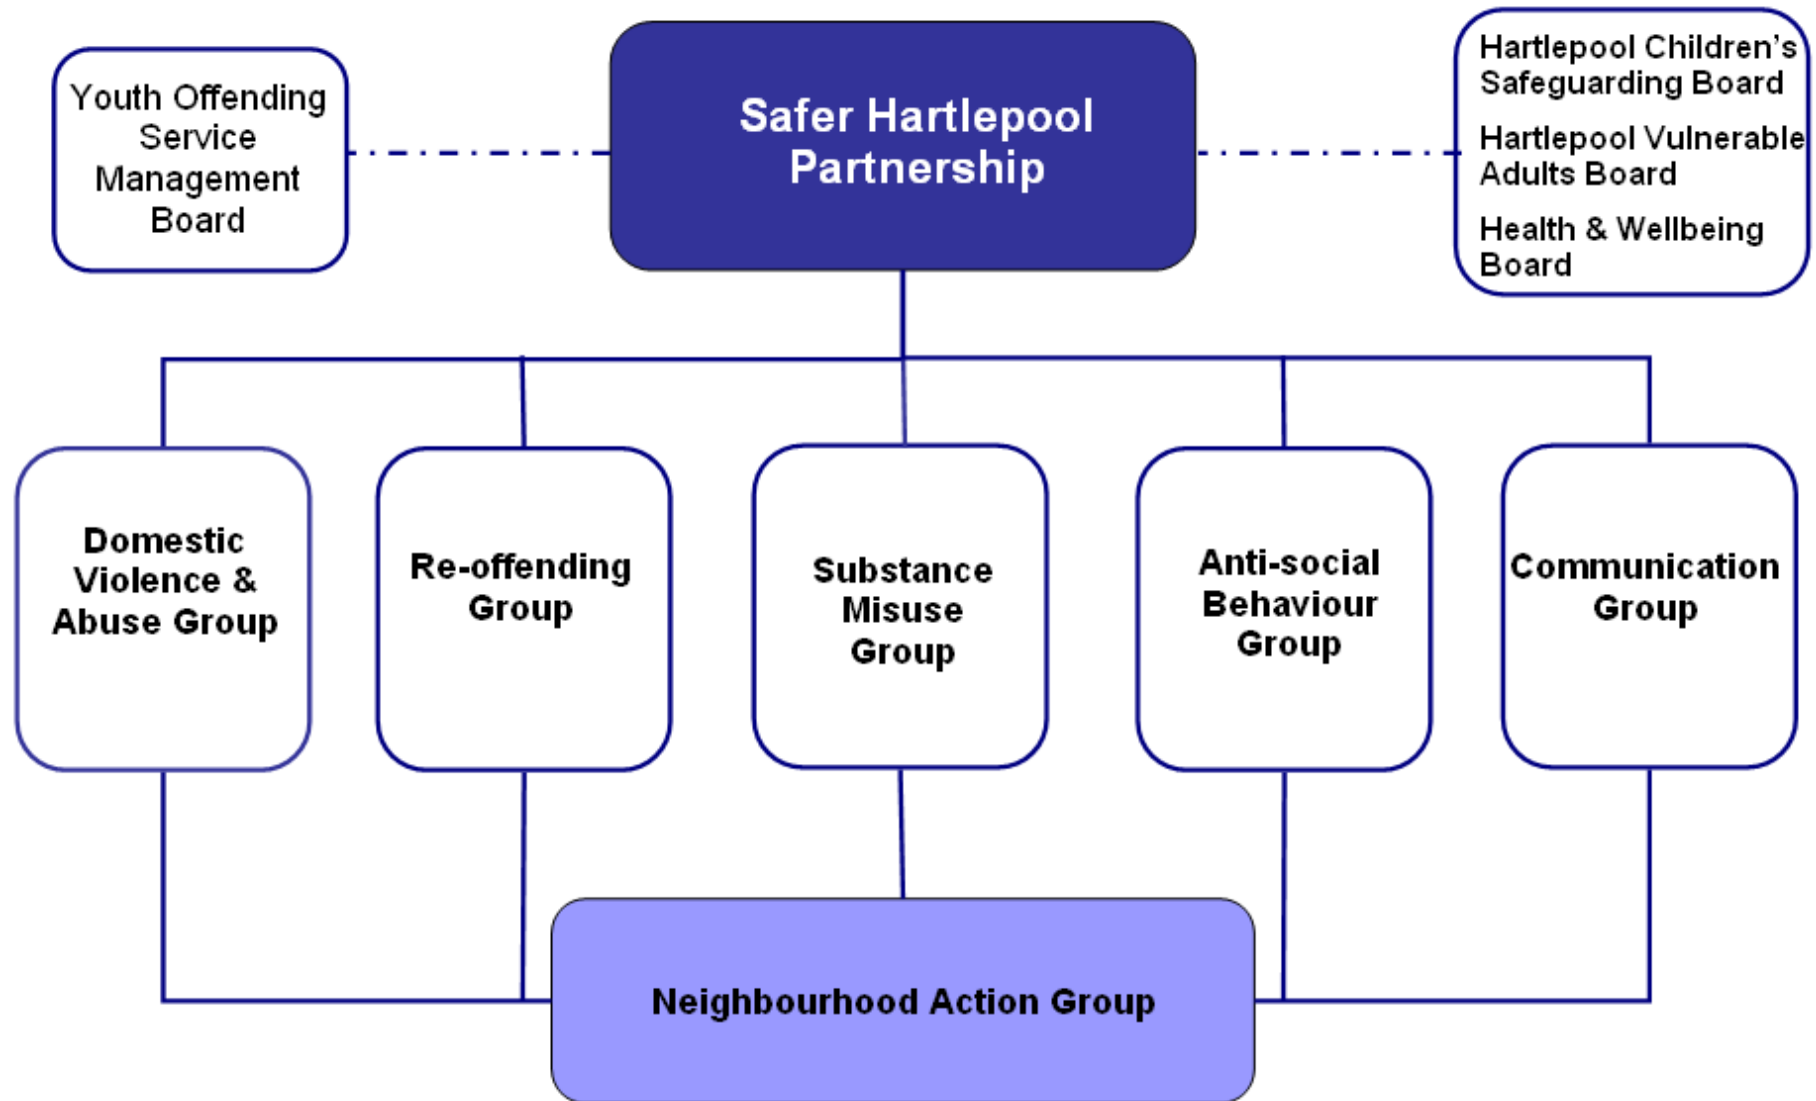 Youth Offending
Service
Management
Board
Safer Hartlepool
Partnership
Hartlepool Children's
Safeguarding Board
Hartlepool Vulnerable
Adults Board
Health & Wellbeing
Board
Domestic
Violence &
Abuse Group
Re-offending
Group
Substance
Misuse
Group
Anti-social
Behaviour
Group
Communication
Group
Neighbourhood Action Group